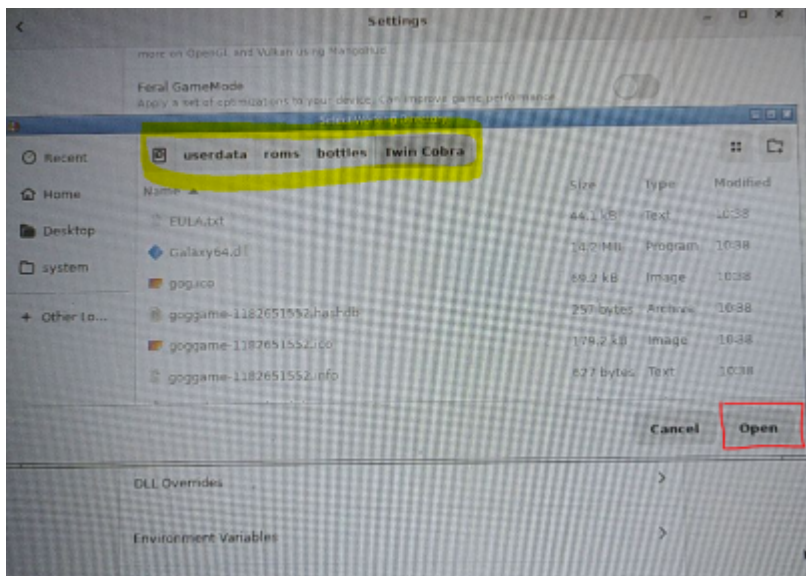 Settings
more on OpenGL and Vulkan using MangoHud.
Feral GameMode
Apply a set of optimizations to your device. Can improve game performance.
Select Working Directory
userdata roms bottles Twin Cobra
Recent
Home
Desktop
system
+ Other Lo...
Name Size Type Modified
EULA.txt 44.1 kB Text 10:38
Galaxy64.dll 14.2 MB Program 10:38
gog.ico 69.2 kB Image 10:38
goggame-1182651552.hashdb 257 bytes Archive 10:38
goggame-1182651552.ico 179.2 kB Image 10:38
goggame-1182651552.info 627 bytes Text 10:38
Cancel Open
DLL Overrides
Environment Variables